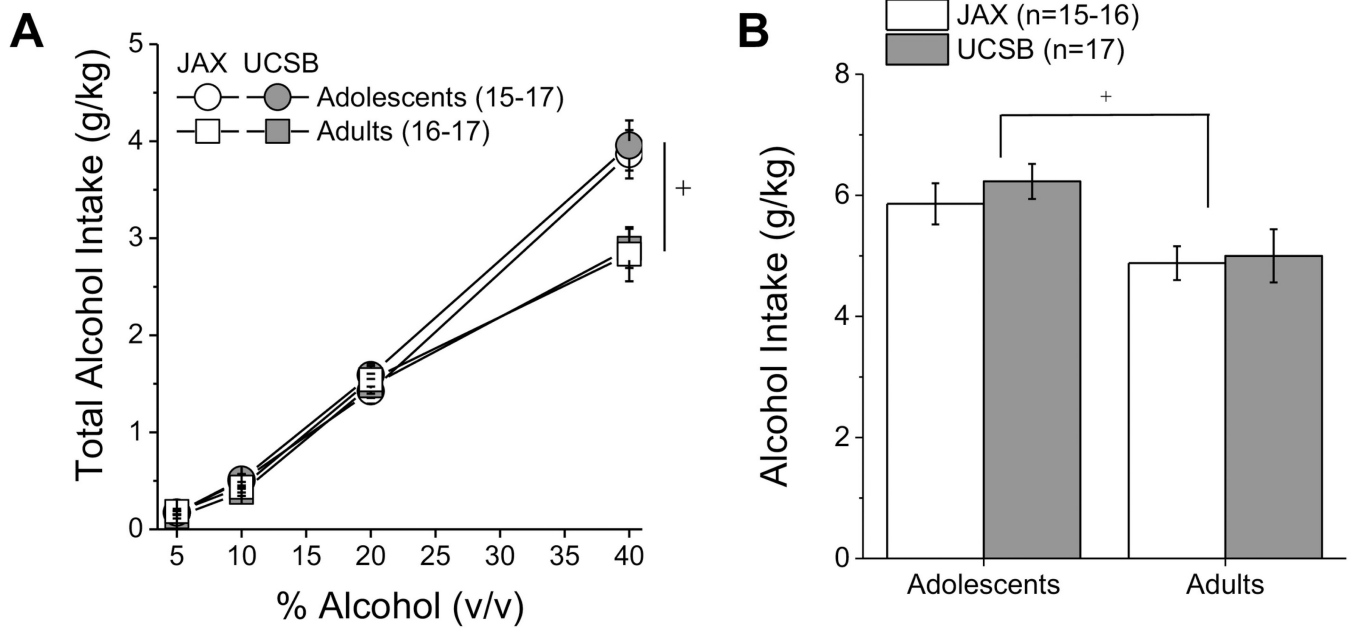 A
Total Alcohol Intake (g/kg)
5
4
3
2
1
0
JAX UCSB
Adolescents (15-17)
Adults (16-17)
+
5 10 15 20 25 30 35 40
% Alcohol (v/v)
B
JAX (n=15-16)
UCSB (n=17)
Alcohol Intake (g/kg)
8
6
4
2
0
+
Adolescents Adults